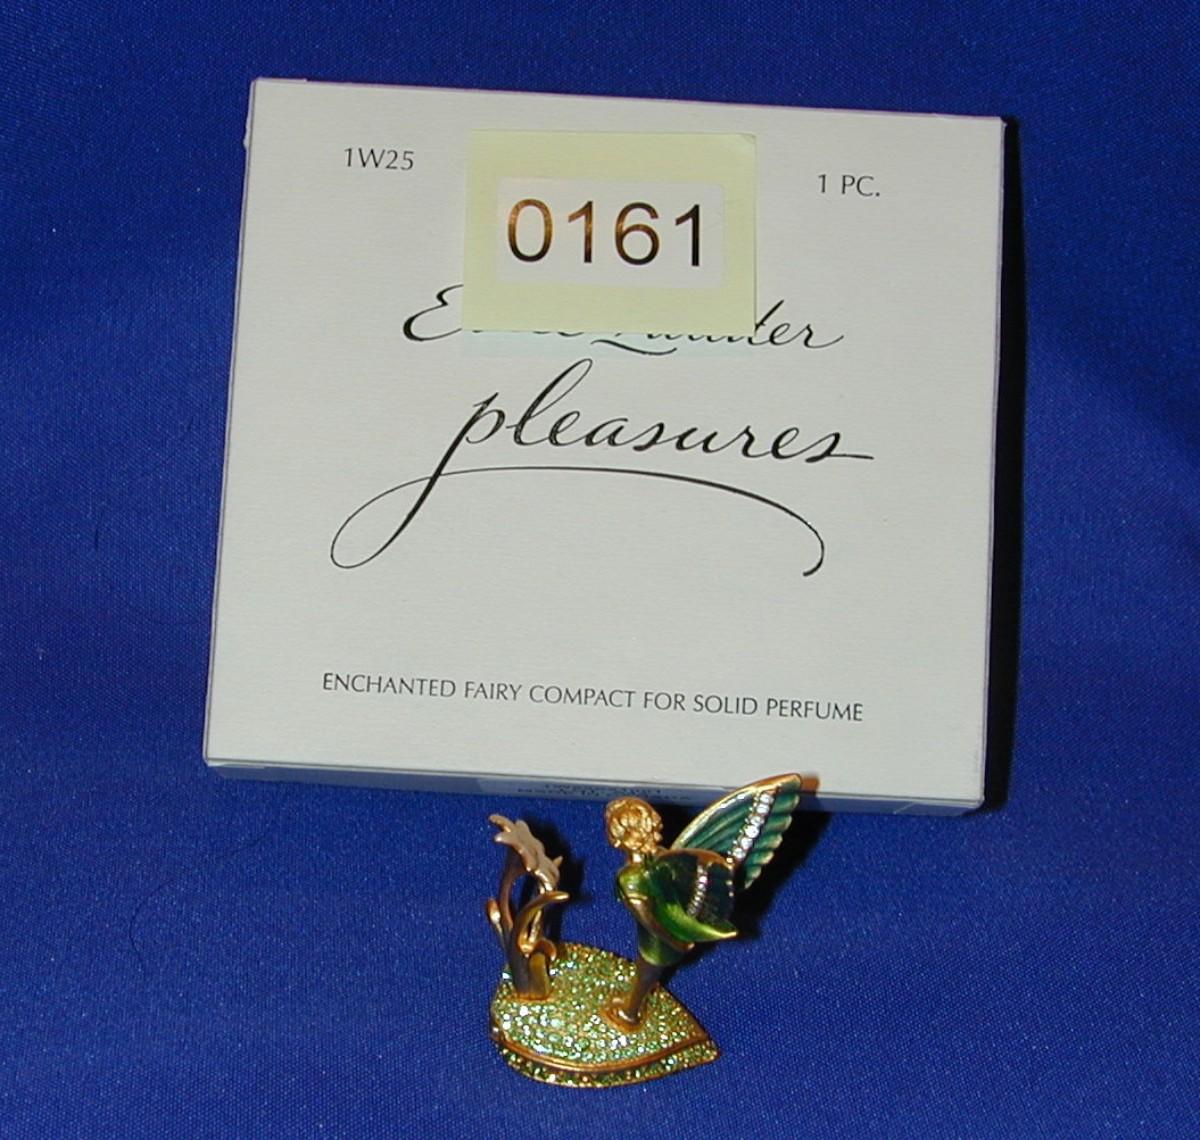 1W25
1 PC.
0161
pleasures
ENCHANTED FAIRY COMPACT FOR SOLID PERFUME